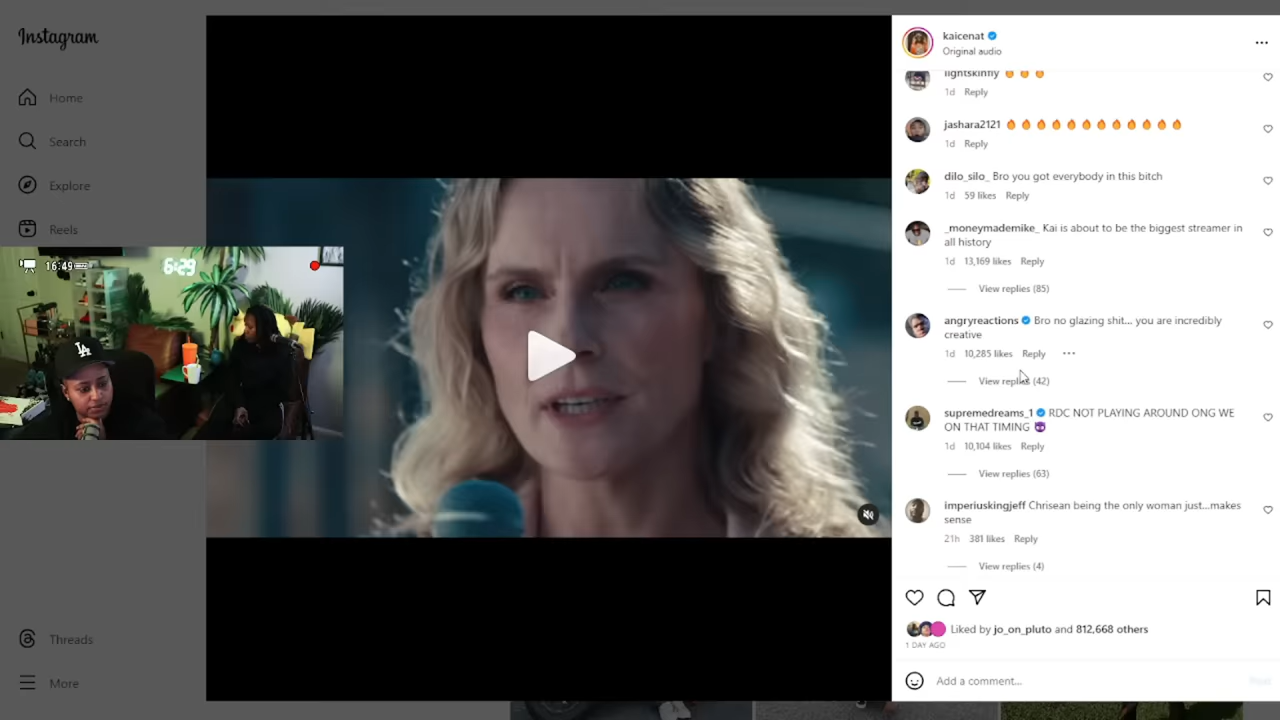 Instagram
Home
Search
Explore
Reels
Threads
More
16:49
6:29
LA
kaicenat
Original audio
lightskinfly 🔥 🔥 🔥
1d Reply
jashara2121 🔥 🔥 🔥 🔥 🔥 🔥 🔥 🔥 🔥 🔥 🔥 🔥
1d Reply
dilo_silo_ Bro you got everybody in this bitch
1d 59 likes Reply
_moneymademike_ Kai is about to be the biggest streamer in
all history
1d 13,169 likes Reply
View replies (85)
angryreactions Bro no glazing shit... you are incredibly
creative
1d 10,285 likes Reply
View replies (42)
supremedreams_1 RDC NOT PLAYING AROUND ONG WE
ON THAT TIMING 😈
1d 10,104 likes Reply
View replies (63)
imperiuskingjeff Chrisean being the only woman just...makes
sense
21h 381 likes Reply
View replies (4)
Liked by jo_on_pluto and 812,668 others
1 DAY AGO
Add a comment...
Post